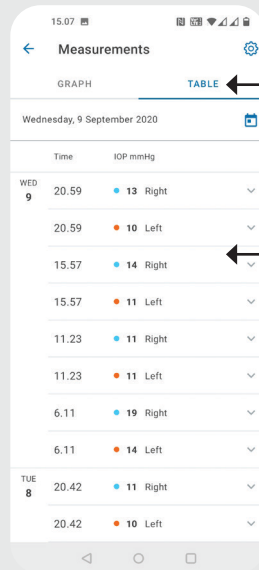 15.07
Measurements
GRAPH TABLE
Wednesday, 9 September 2020
Time IOP mmHg
WED
9
20.59 13 Right
20.59 10 Left
15.57 14 Right
15.57 11 Left
11.23 11 Right
11.23 11 Left
6.11 19 Right
6.11 14 Left
TUE
8
20.42 11 Right
20.42 10 Left